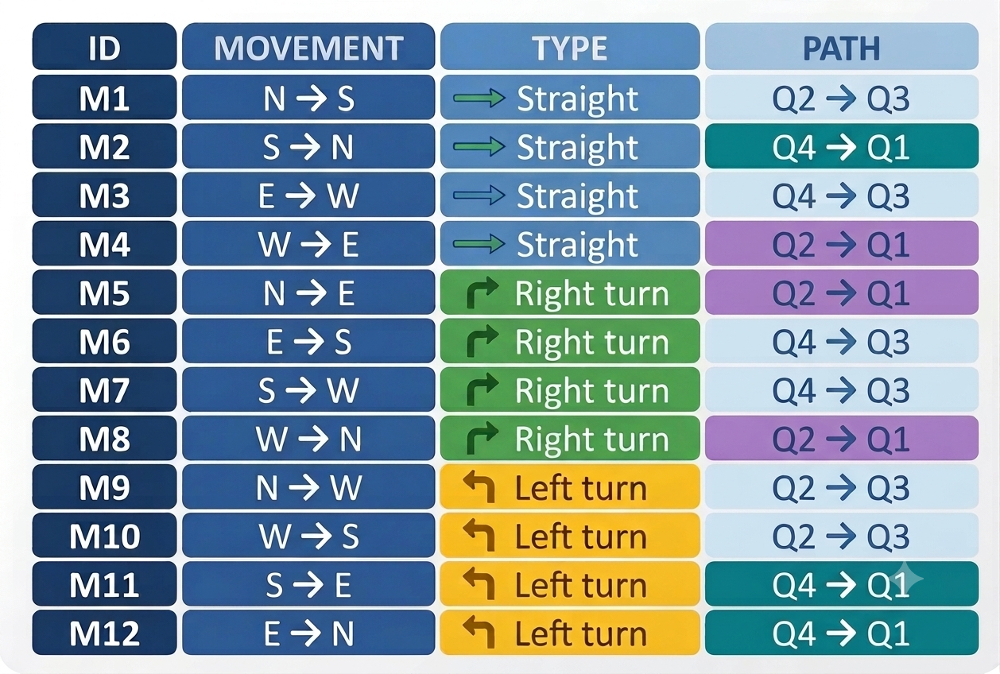 ID MOVEMENT TYPE PATH
M1 N → S Straight Q2 → Q3
M2 S → N Straight Q4 → Q1
M3 E → W Straight Q4 → Q3
M4 W → E Straight Q2 → Q1
M5 N → E Right turn Q2 → Q1
M6 E → S Right turn Q4 → Q3
M7 S → W Right turn Q4 → Q3
M8 W → N Right turn Q2 → Q1
M9 N → W Left turn Q2 → Q3
M10 W → S Left turn Q2 → Q3
M11 S → E Left turn Q4 → Q1
M12 E → N Left turn Q4 → Q1